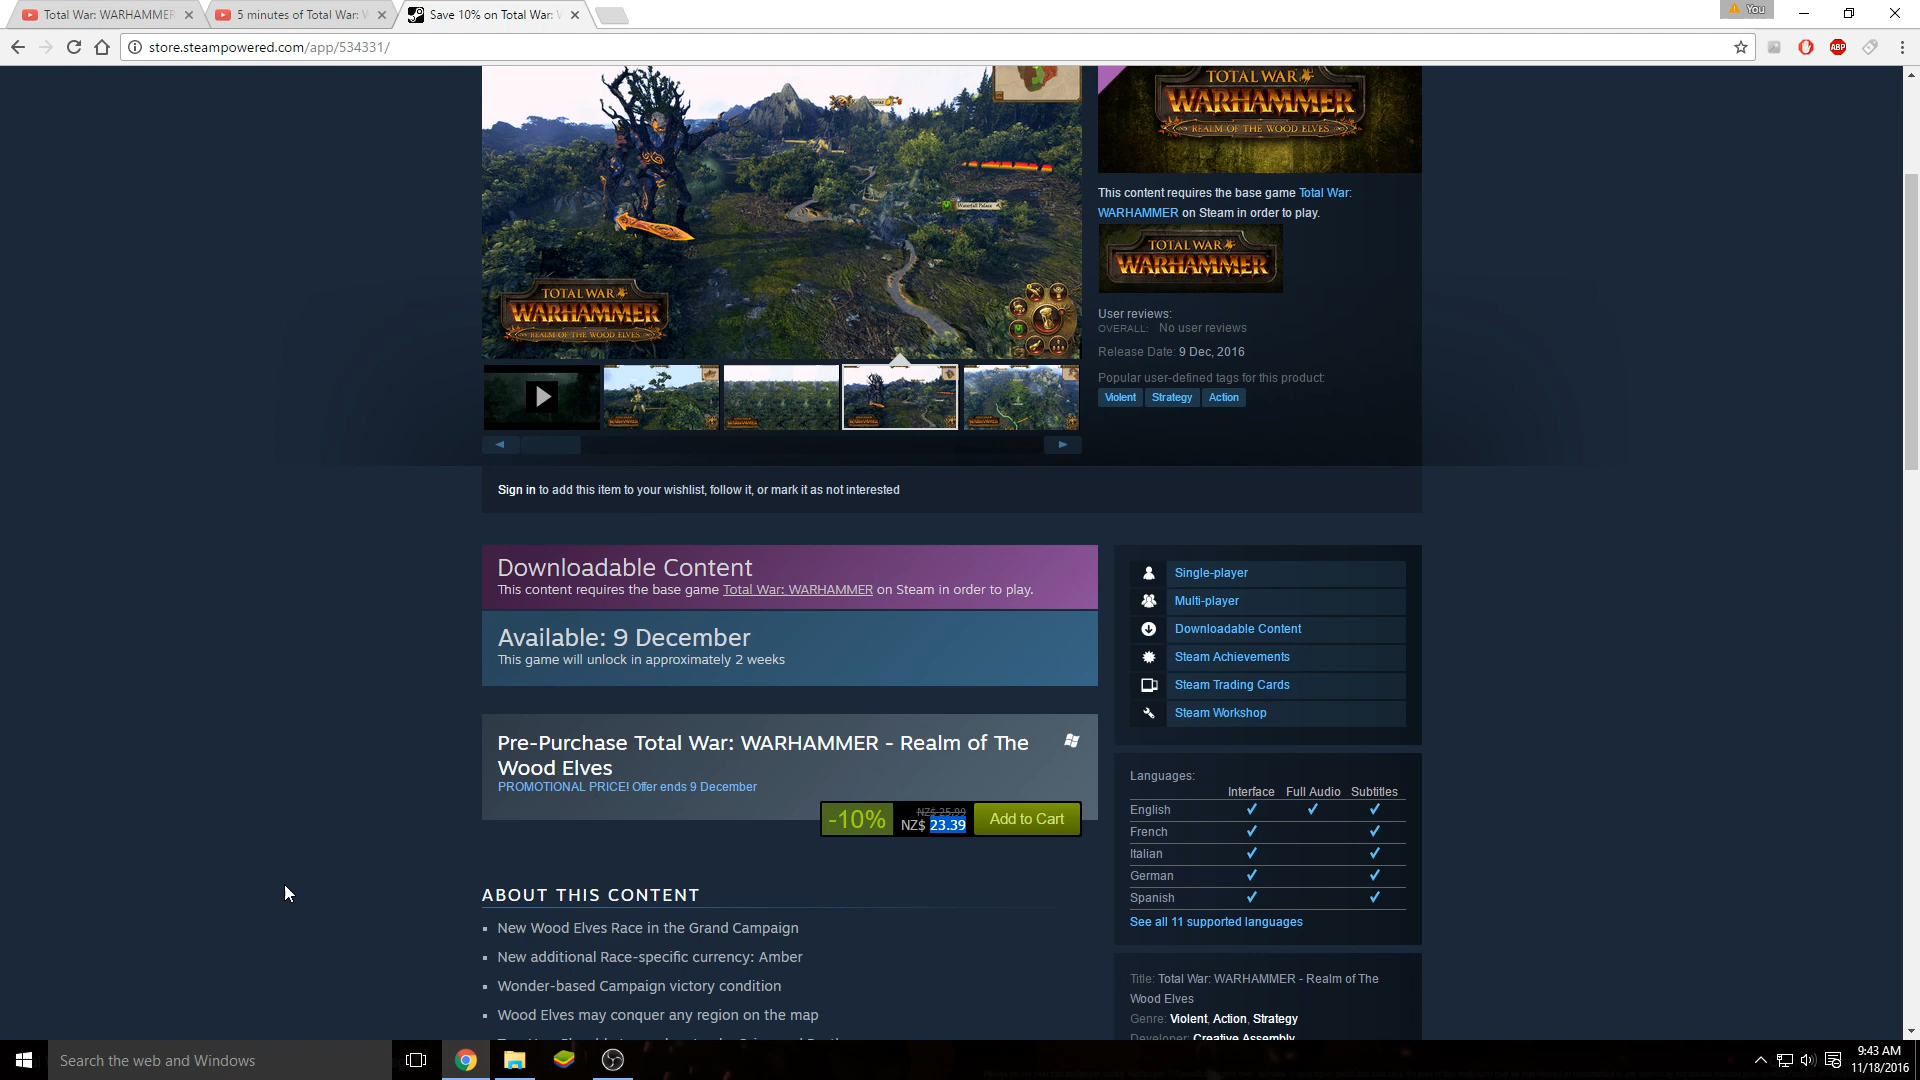 Total War: WARHAMMER
5 minutes of Total War: W
Save 10% on Total War: W
You
store.steampowered.com/app/534331/
ABP
TOTAL WAR
WARHAMMER
REALM OF THE WOOD ELVES
Waterfall Palace
TOTAL WAR
WARHAMMER
REALM OF THE WOOD ELVES
This content requires the base game Total War:
WARHAMMER on Steam in order to play.
TOTAL WAR
WARHAMMER
User reviews:
OVERALL: No user reviews
Release Date: 9 Dec, 2016
Popular user-defined tags for this product:
Violent Strategy Action
Sign in to add this item to your wishlist, follow it, or mark it as not interested
Downloadable Content
This content requires the base game Total War: WARHAMMER on Steam in order to play.
Available: 9 December
This game will unlock in approximately 2 weeks
Pre-Purchase Total War: WARHAMMER - Realm of The
Wood Elves
PROMOTIONAL PRICE! Offer ends 9 December
-10%
NZ$ 25.99
NZ$ 23.39
Add to Cart
ABOUT THIS CONTENT
New Wood Elves Race in the Grand Campaign
New additional Race-specific currency: Amber
Wonder-based Campaign victory condition
Wood Elves may conquer any region on the map
Single-player
Multi-player
Downloadable Content
Steam Achievements
Steam Trading Cards
Steam Workshop
Languages:
Interface Full Audio Subtitles
English
French
Italian
German
Spanish
See all 11 supported languages
Title: Total War: WARHAMMER - Realm of The
Wood Elves
Genre: Violent, Action, Strategy
Developer: Creative Assembly
Search the web and Windows
9:43 AM
11/18/2016